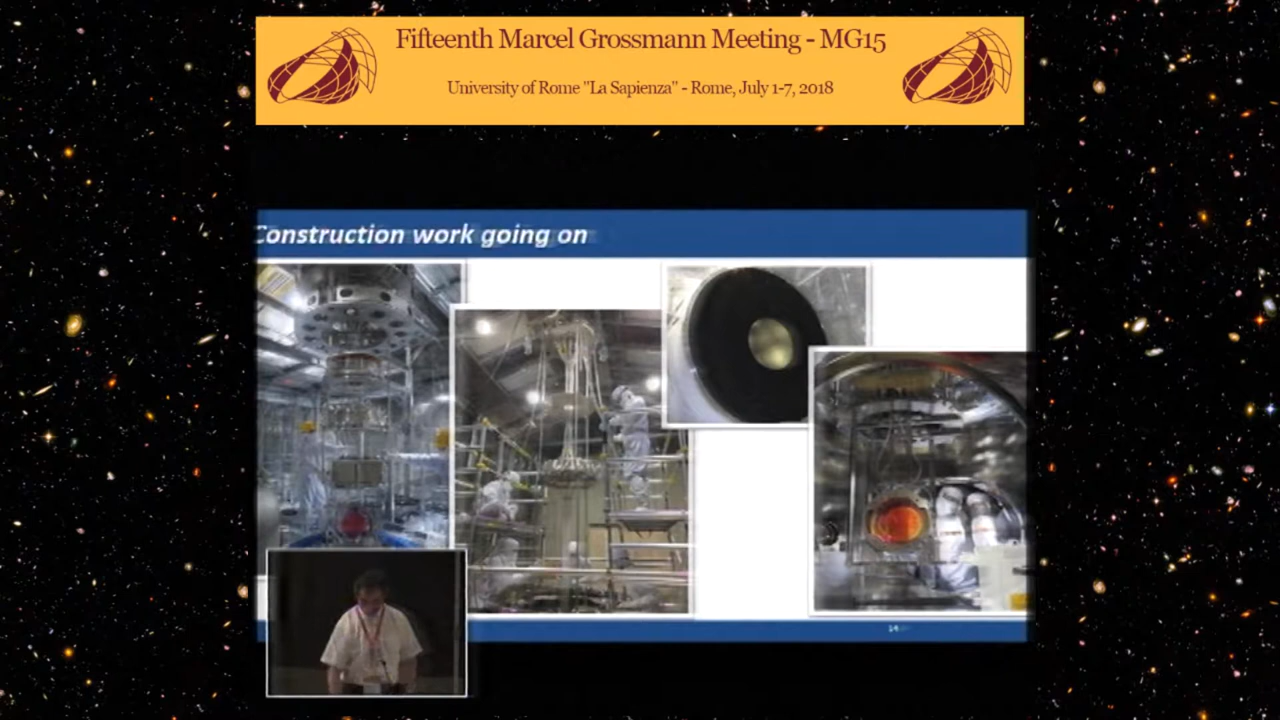 Fifteenth Marcel Grossmann Meeting - MG15
University of Rome "La Sapienza" - Rome, July 1-7, 2018
Construction work going on
14